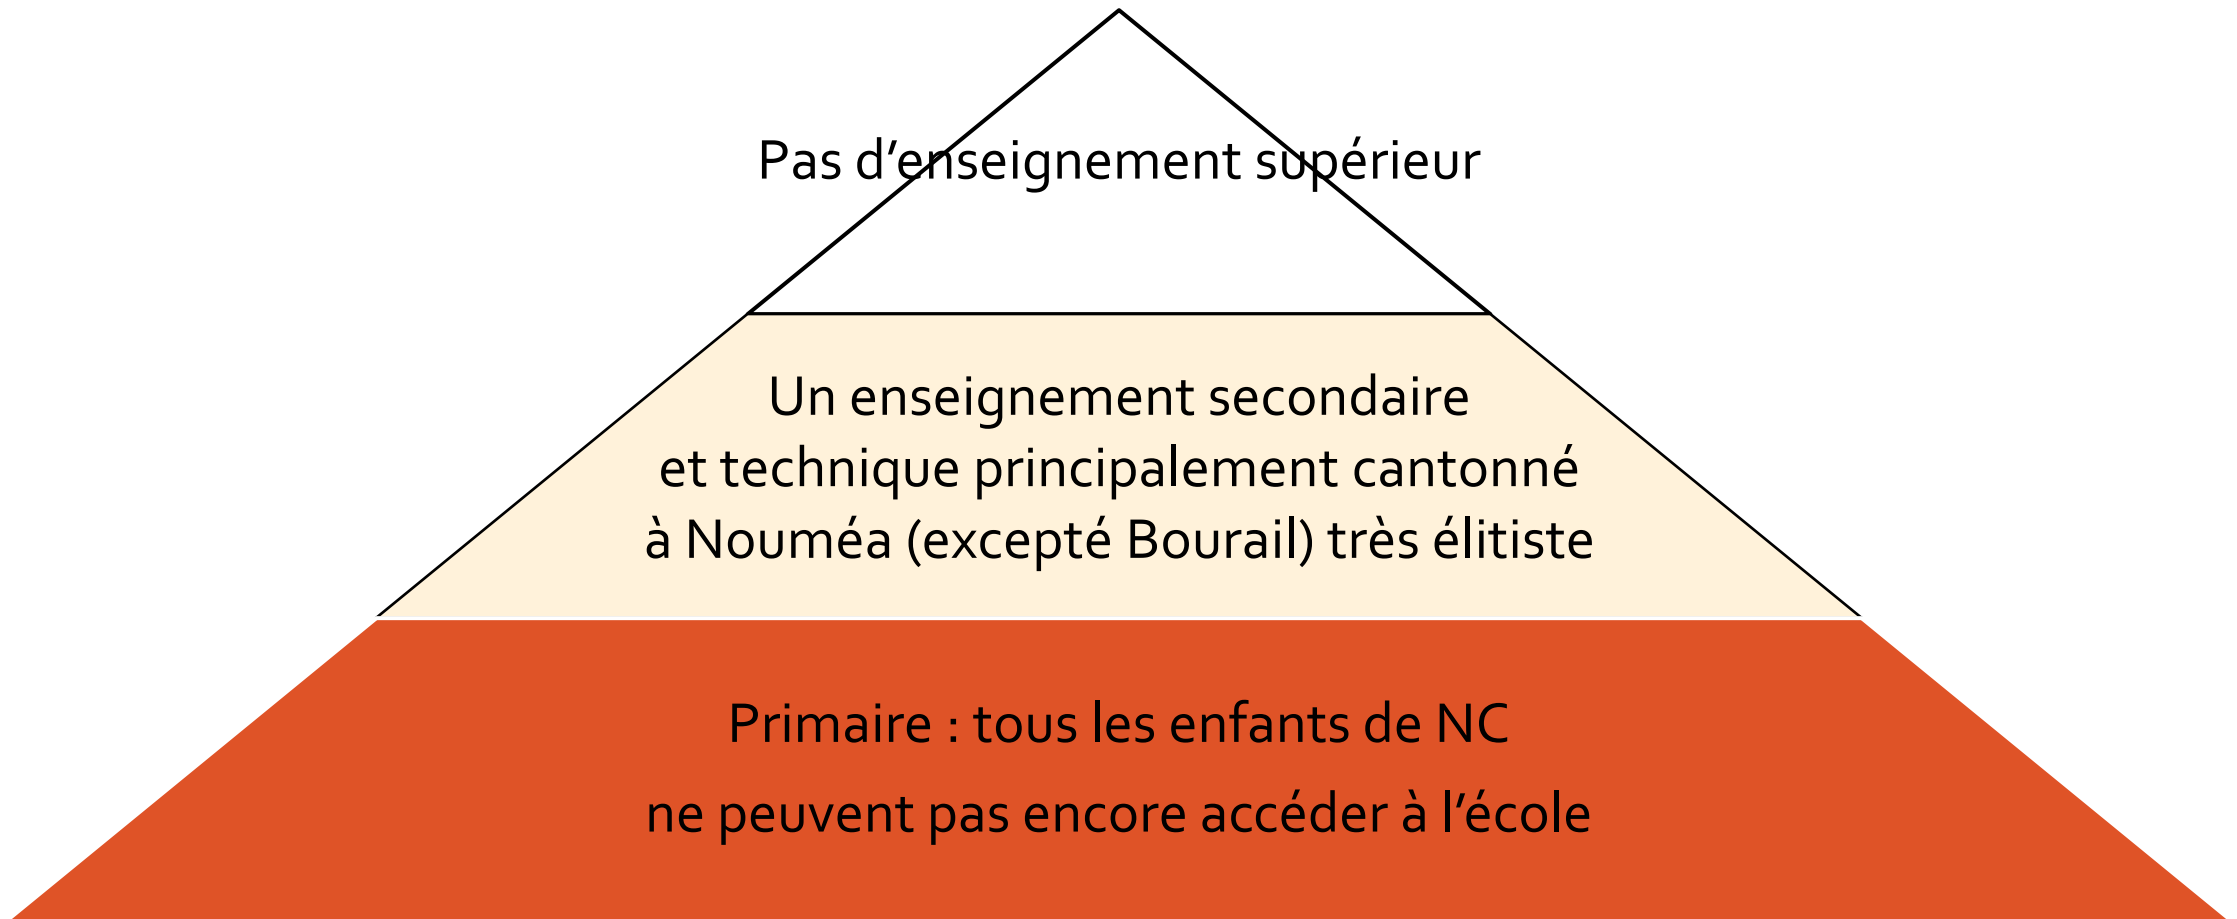 Pas d’enseignement supérieur
Un enseignement secondaire
et technique principalement cantonné
à Nouméa (excepté Bourail) très élitiste
Primaire : tous les enfants de NC
ne peuvent pas encore accéder à l’école